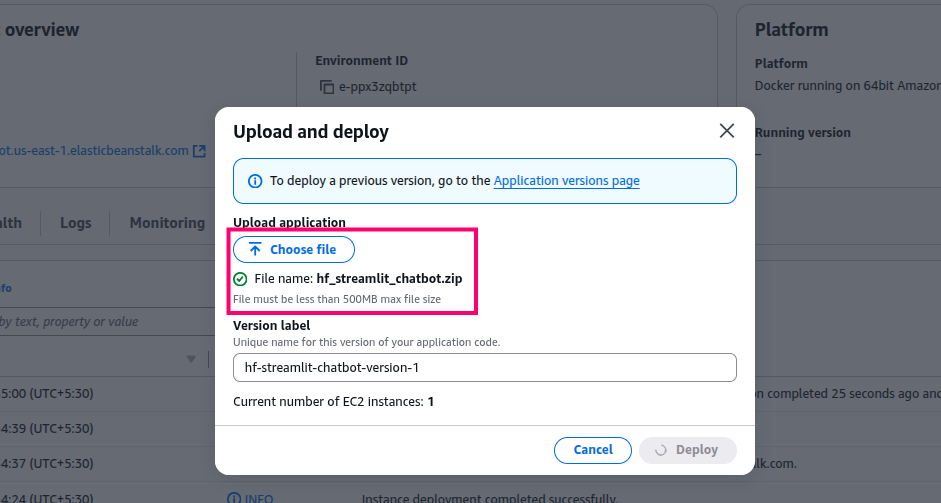 overview
Environment ID
e-ppx3zqbtpt
ot.us-east-1.elasticbeanstalk.com
Platform
Platform
Docker running on 64bit Amazon
Running version
–
Upload and deploy
To deploy a previous version, go to the Application versions page
Upload application
Choose file
File name: hf_streamlit_chatbot.zip
File must be less than 500MB max file size
Version label
Unique name for this version of your application code.
hf-streamlit-chatbot-version-1
Current number of EC2 instances: 1
Cancel
Deploy
alth
Logs
Monitoring
nfo
by text, property or value
5:00 (UTC+5:30)
on completed 25 seconds ago and
4:39 (UTC+5:30)
4:37 (UTC+5:30)
lk.com.
4:24 (UTC+5:30)
INFO
Instance deployment completed successfully.